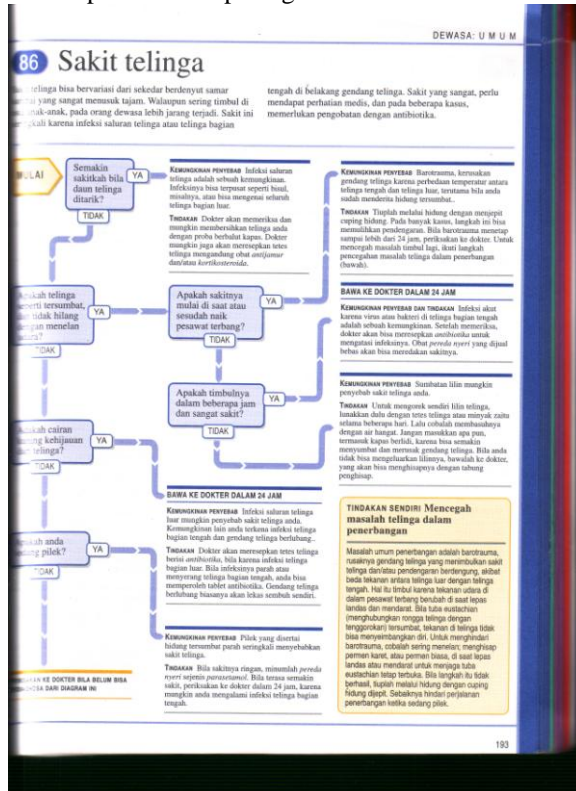 DEWASA: U M U M
86 Sakit telinga
telinga bisa bervariasi dari sekedar berdenyut samar
yang sangat menusuk tajam. Walaupun sering timbul di
anak-anak, pada orang dewasa lebih jarang terjadi. Sakit ini
kali karena infeksi saluran telinga atau telinga bagian
tengah di belakang gendang telinga. Sakit yang sangat, perlu
mendapat perhatian medis, dan pada beberapa kasus,
memerlukan pengobatan dengan antibiotika.
Semakin
sakitkah bila
daun telinga
ditarik?
YA
TIDAK
KEMUNGKINAN PENYEBAB Infeksi saluran
telinga adalah sebuah kemungkinan.
Infeksinya bisa terpusat seperti bisul,
misalnya, atau bisa mengenai seluruh
telinga bagian luar.
TINDAKAN Dokter akan memeriksa dan
mungkin membersihkan telinga anda
dengan proba berbalut kapas. Dokter
mungkin juga akan meresepkan tetes
telinga mengandung obat antijamur
dan/atau kortikosteroida.
Apakah telinga
seperti tersumbat,
dan tidak hilang
dengan menelan
YA
TIDAK
Apakah sakitnya
mulai di saat atau
sesudah naik
pesawat terbang?
YA
TIDAK
KEMUNGKINAN PENYEBAB Barotrauma, kerusakan
gendang telinga karena perbedaan temperatur antara
telinga tengah dan telinga luar, terutama bila anda
sudah menderita hidung tersumbat..
TINDAKAN Tiuplah melalui hidung dengan menjepit
cuping hidung. Pada banyak kasus, langkah ini bisa
memulihkan pendengaran. Bila barotrauma menetap
sampai lebih dari 24 jam, periksakan ke dokter. Untuk
mencegah masalah timbul lagi, ikuti langkah
pencegahan masalah telinga dalam penerbangan
(bawah).
Apakah timbulnya
dalam beberapa jam
dan sangat sakit?
YA
TIDAK
BAWA KE DOKTER DALAM 24 JAM
KEMUNGKINAN PENYEBAB DAN TINDAKAN Infeksi akut
karena virus atau bakteri di telinga bagian tengah
adalah sebuah kemungkinan. Setelah memeriksa,
dokter akan bisa meresepkan antibiotika untuk
mengatasi infeksinya. Obat pereda nyeri yang dijual
bebas akan bisa meredakan sakitnya.
KEMUNGKINAN PENYEBAB Sumbatan lilin mungkin
penyebab sakit telinga anda.
TINDAKAN Untuk mengorek sendiri lilin telinga,
lunakkan dulu dengan tetes telinga atau minyak zaitu
selama beberapa hari. Lalu cobalah membasuhnya
dengan air hangat. Jangan masukkan apa pun,
termasuk kapas berlidi, karena bisa semakin
menyumbat dan merusak gendang telinga. Bila anda
tidak bisa mengeluarkan lilinnya, bawalah ke dokter,
yang akan bisa menghisapnya dengan tabung
penghisap.
cairan
kuning kehijauan
telinga?
YA
TIDAK
BAWA KE DOKTER DALAM 24 JAM
KEMUNGKINAN PENYEBAB Infeksi saluran telinga
luar mungkin penyebab sakit telinga anda.
Kemungkinan lain anda terkena infeksi telinga
bagian tengah dan gendang telinga berlubang..
TINDAKAN Dokter akan meresepkan tetes telinga
berisi antibiotika, bila karena infeksi telinga
bagian luar. Bila infeksinya parah atau
menyerang telinga bagian tengah, anda bisa
memperoleh tablet antibiotika. Gendang telinga
berlubang biasanya akan lekas sembuh sendiri.
anda
pilek?
YA
TIDAK
KEMUNGKINAN PENYEBAB Pilek yang disertai
hidung tersumbat parah seringkali menyebabkan
sakit telinga.
TINDAKAN Bila sakitnya ringan, minumlah pereda
nyeri sejenis parasetamol. Bila terasa semakin
sakit, periksakan ke dokter dalam 24 jam, karena
mungkin anda mengalami infeksi telinga bagian
tengah.
KE DOKTER BILA BELUM BISA
DARI DIAGRAM INI
TINDAKAN SENDIRI Mencegah
masalah telinga dalam
penerbangan
Masalah umum penerbangan adalah barotrauma,
rusaknya gendang telinga yang menimbulkan sakit
telinga dan/atau pendengaran berdengung, akibat
beda tekanan antara telinga luar dengan telinga
tengah. Hal itu timbul karena tekanan udara di
dalam pesawat terbang berubah di saat lepas
landas dan mendarat. Bila tuba eustachian
(menghubungkan rongga telinga dengan
tenggorokan) tersumbat, tekanan di telinga tidak
bisa menyeimbangkan diri. Untuk menghindari
barotrauma, cobalah sering menelan; menghisap
permen karet, atau permen biasa, di saat lepas
landas atau mendarat untuk menjaga tuba
eustachian tetap terbuka. Bila langkah itu tidak
berhasil, tiuplah melalui hidung dengan cuping
hidung dijepit. Sebaiknya hindari perjalanan
penerbangan ketika sedang pilek.
193